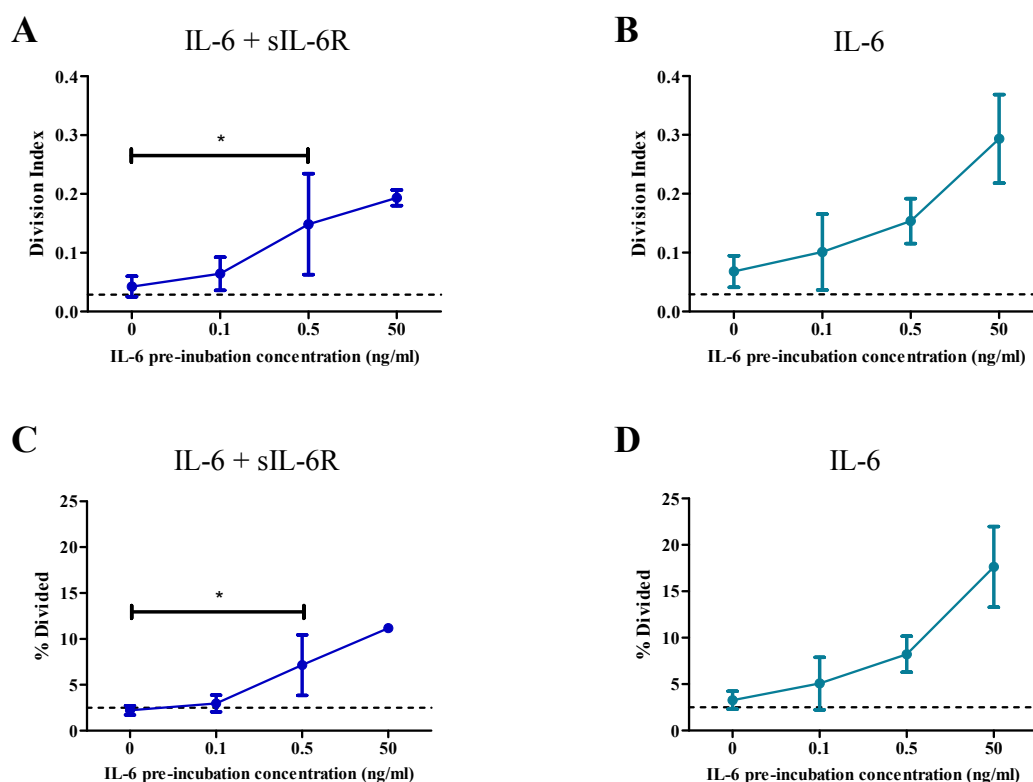 A
IL-6 + sIL-6R
Division Index
0.4
0.3
0.2
0.1
0.0
*
0 0.1 0.5 50
IL-6 pre-inubation concentration (ng/ml)
B
IL-6
Division Index
0.4
0.3
0.2
0.1
0.0
0 0.1 0.5 50
IL-6 pre-incubation concentration (ng/ml)
C
IL-6 + sIL-6R
% Divided
25
20
15
10
5
0
*
0 0.1 0.5 50
IL-6 pre-incubation concentration (ng/ml)
D
IL-6
% Divided
25
20
15
10
5
0
0 0.1 0.5 50
IL-6 pre-incubation concentration (ng/ml)